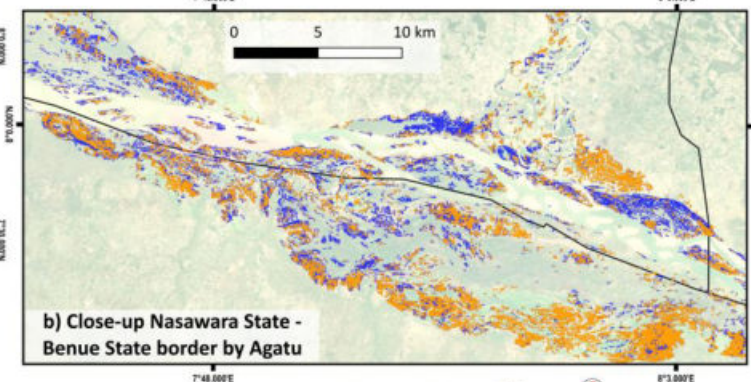 0 5 10 km
8°0.000'N
b) Close-up Nasawara State -
Benue State border by Agatu
7°48.000'E 8°3.000'E